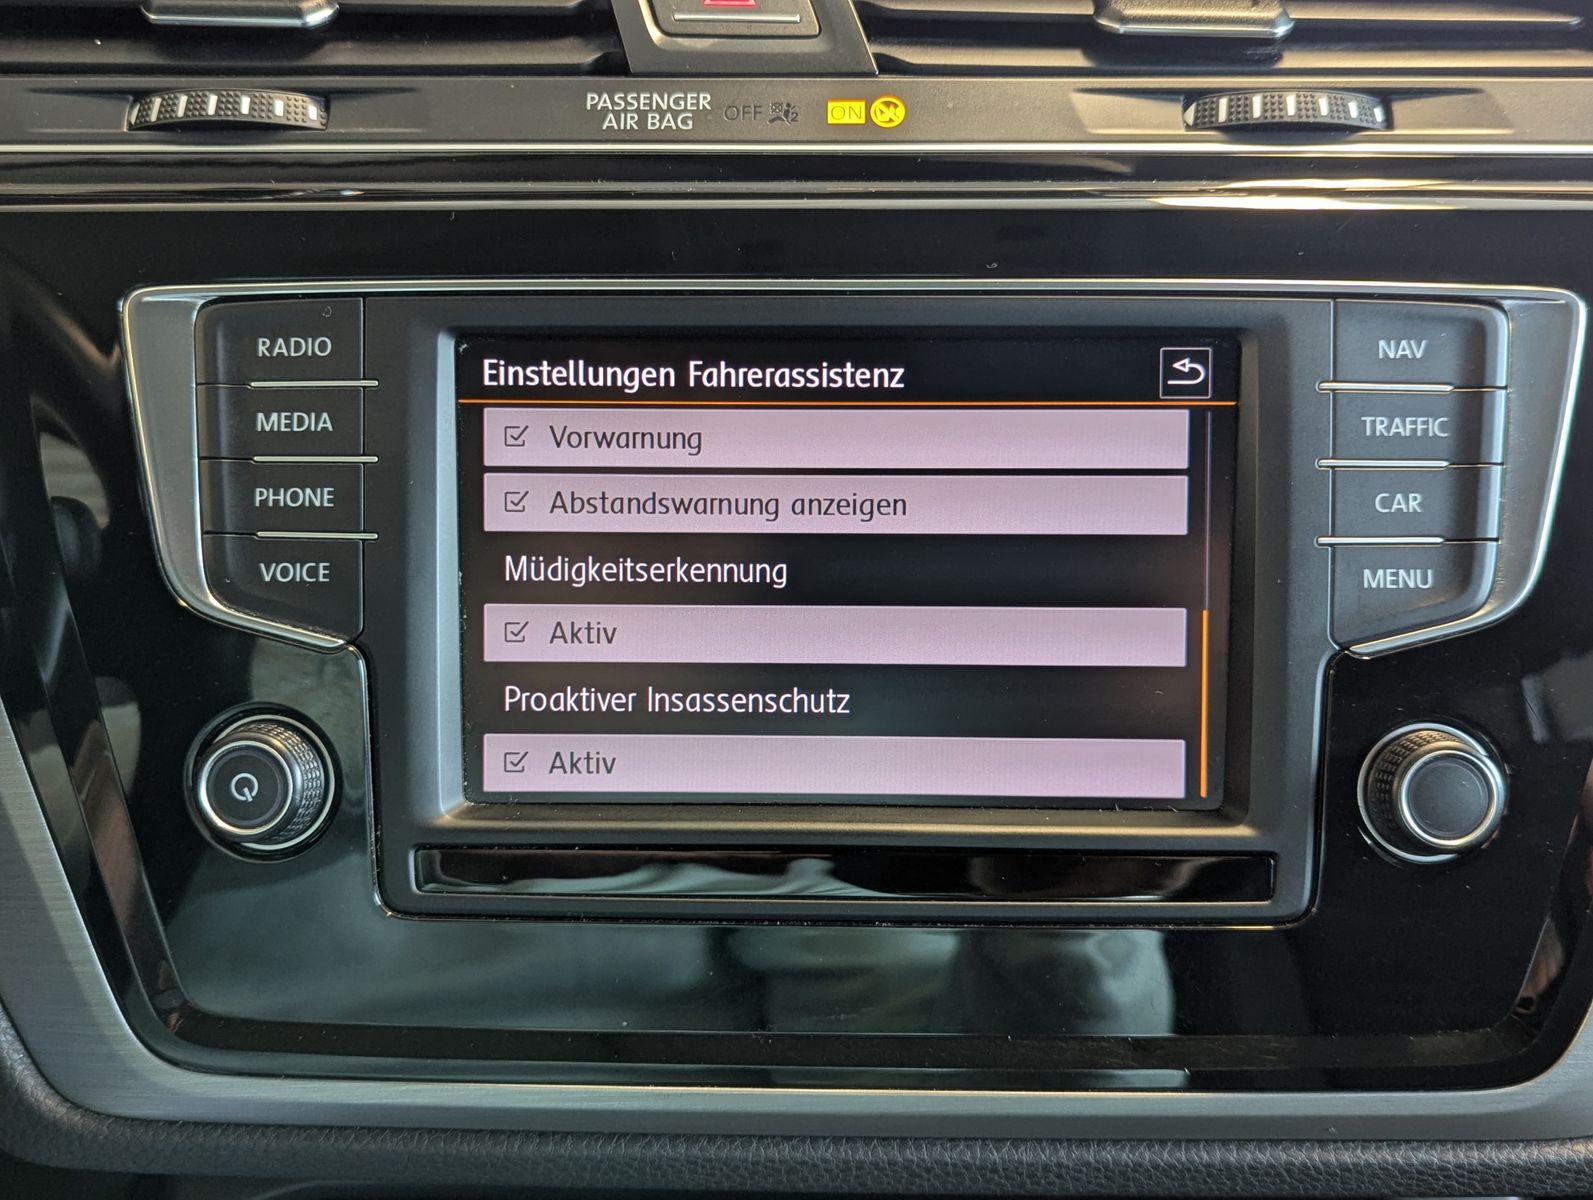 PASSENGER
AIR BAG
OFF
ON
RADIO
MEDIA
PHONE
VOICE
Einstellungen Fahrerassistenz
Vorwarnung
Abstandswarnung anzeigen
Müdigkeitserkennung
Aktiv
Proaktiver Insassenschutz
Aktiv
NAV
TRAFFIC
CAR
MENU